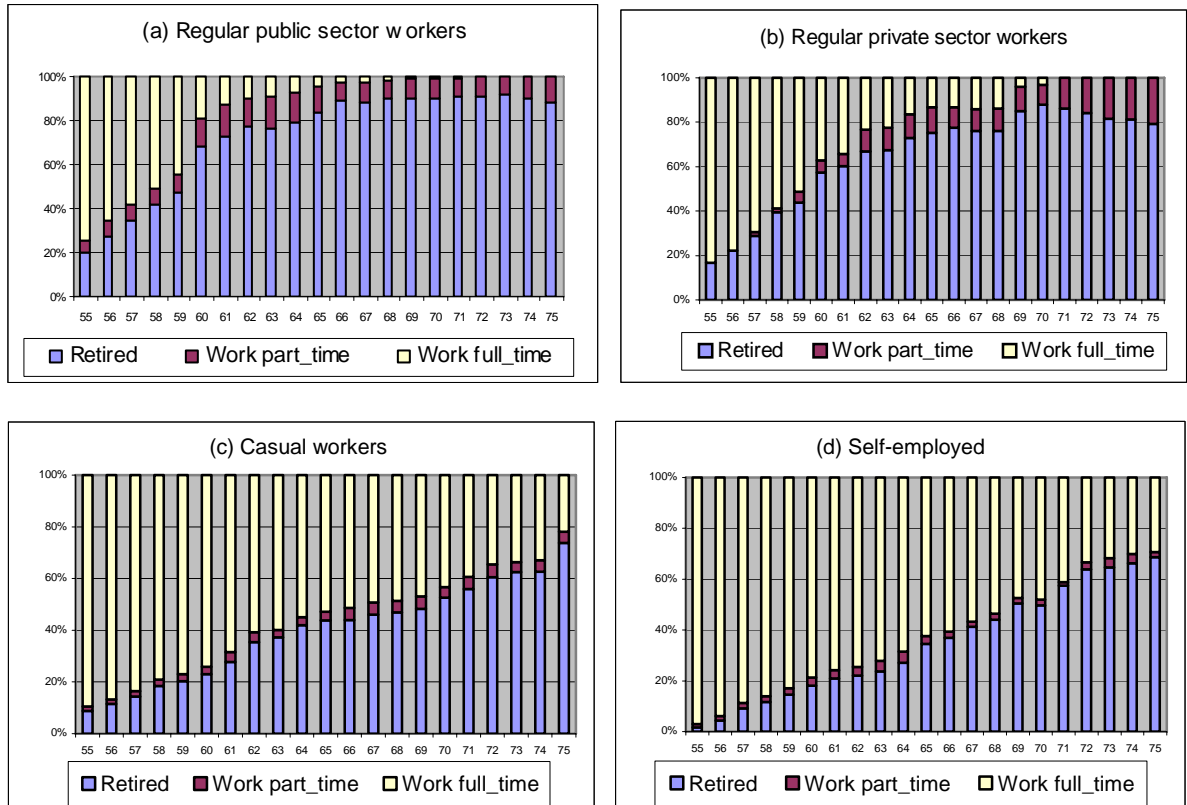 (a) Regular public sector workers
100%
80%
60%
40%
20%
0%
55 56 57 58 59 60 61 62 63 64 65 66 67 68 69 70 71 72 73 74 75
Retired Work part_time Work full_time
(b) Regular private sector workers
100%
80%
60%
40%
20%
0%
55 56 57 58 59 60 61 62 63 64 65 66 67 68 69 70 71 72 73 74 75
Retired Work part_time Work full_time
(c) Casual workers
100%
80%
60%
40%
20%
0%
55 56 57 58 59 60 61 62 63 64 65 66 67 68 69 70 71 72 73 74 75
Retired Work part_time Work full_time
(d) Self-employed
100%
80%
60%
40%
20%
0%
55 56 57 58 59 60 61 62 63 64 65 66 67 68 69 70 71 72 73 74 75
Retired Work part_time Work full_time